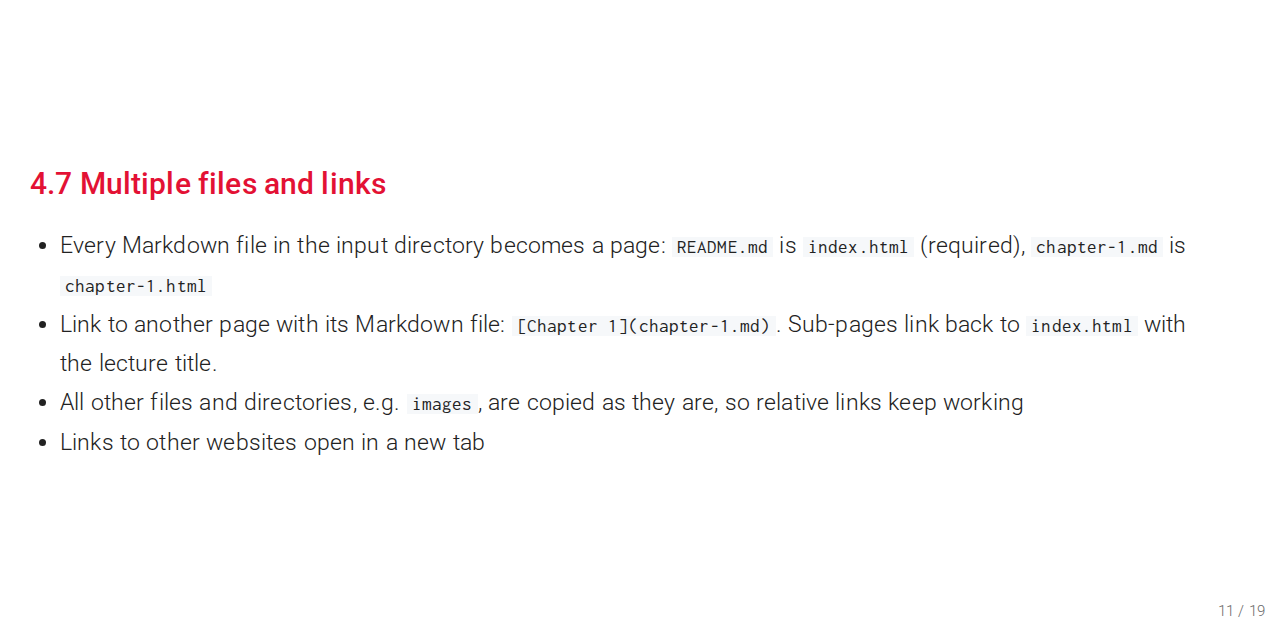 4.7 Multiple files and links
• Every Markdown file in the input directory becomes a page: README.md is index.html (required), chapter-1.md is
chapter-1.html
• Link to another page with its Markdown file: [Chapter 1](chapter-1.md). Sub-pages link back to index.html with
the lecture title.
• All other files and directories, e.g. images, are copied as they are, so relative links keep working
• Links to other websites open in a new tab
11 / 19